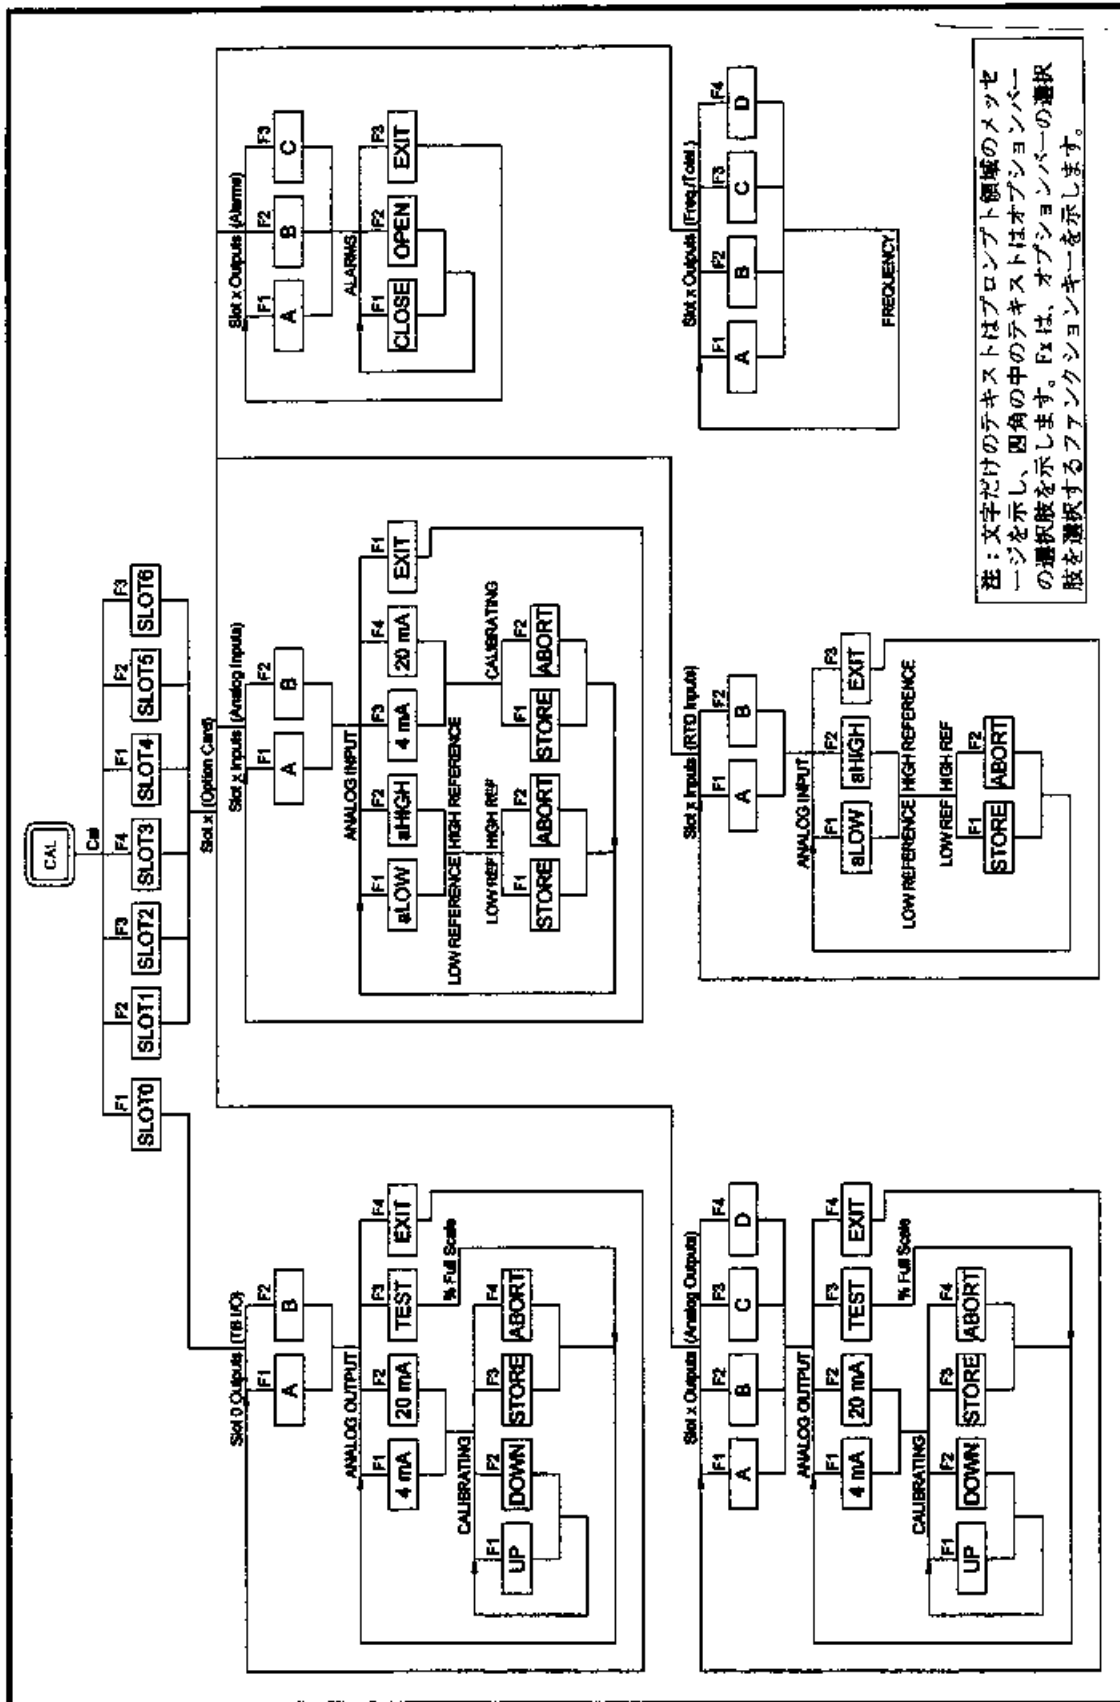 CAL
Cal
F1 F2 F3 F4 F1 F2 F3
SLOT0 SLOT1 SLOT2 SLOT3 SLOT4 SLOT5 SLOT6
Slot 0 Outputs (TB I/O)
F1 F2
A B
ANALOG OUTPUT
F1 F2 F3 F4
4 mA 20 mA TEST EXIT
% Full Scale
CALIBRATING
F1 F2 F3 F4
UP DOWN STORE ABORT
Slot x (Option Card)
Slot x Inputs (Analog Inputs)
F1 F2
A B
ANALOG INPUT
F1 F2 F3 F4 F1
aLOW aHIGH 4 mA 20 mA EXIT
LOW REFERENCE HIGH REFERENCE
CALIBRATING
LOW REF HIGH REF
F1 F2 F1 F2
STORE ABORT STORE ABORT
Slot x Outputs (Alarms)
F1 F2 F3
A B C
ALARMS
F1 F2 F3
CLOSE OPEN EXIT
Slot x Outputs (Analog Outputs)
F1 F2 F3 F4
A B C D
ANALOG OUTPUT
F1 F2 F3 F4
4 mA 20 mA TEST EXIT
% Full Scale
CALIBRATING
F1 F2 F3 F4
UP DOWN STORE ABORT
Slot x Inputs (RTD Inputs)
F1 F2
A B
ANALOG INPUT
F1 F2 F3
aLOW aHIGH EXIT
LOW REFERENCE HIGH REFERENCE
LOW REF HIGH REF
F1 F2
STORE ABORT
Slot x Outputs (Freq./Total.)
F1 F2 F3 F4
A B C D
FREQUENCY
注：文字だけのテキストはプロンプト領域のメッセ
ージを示し、四角の中のテキストはオプションバー
の選択肢を示します。Fxは、オプションバーの選択
肢を選択するファンクションキーを示します。